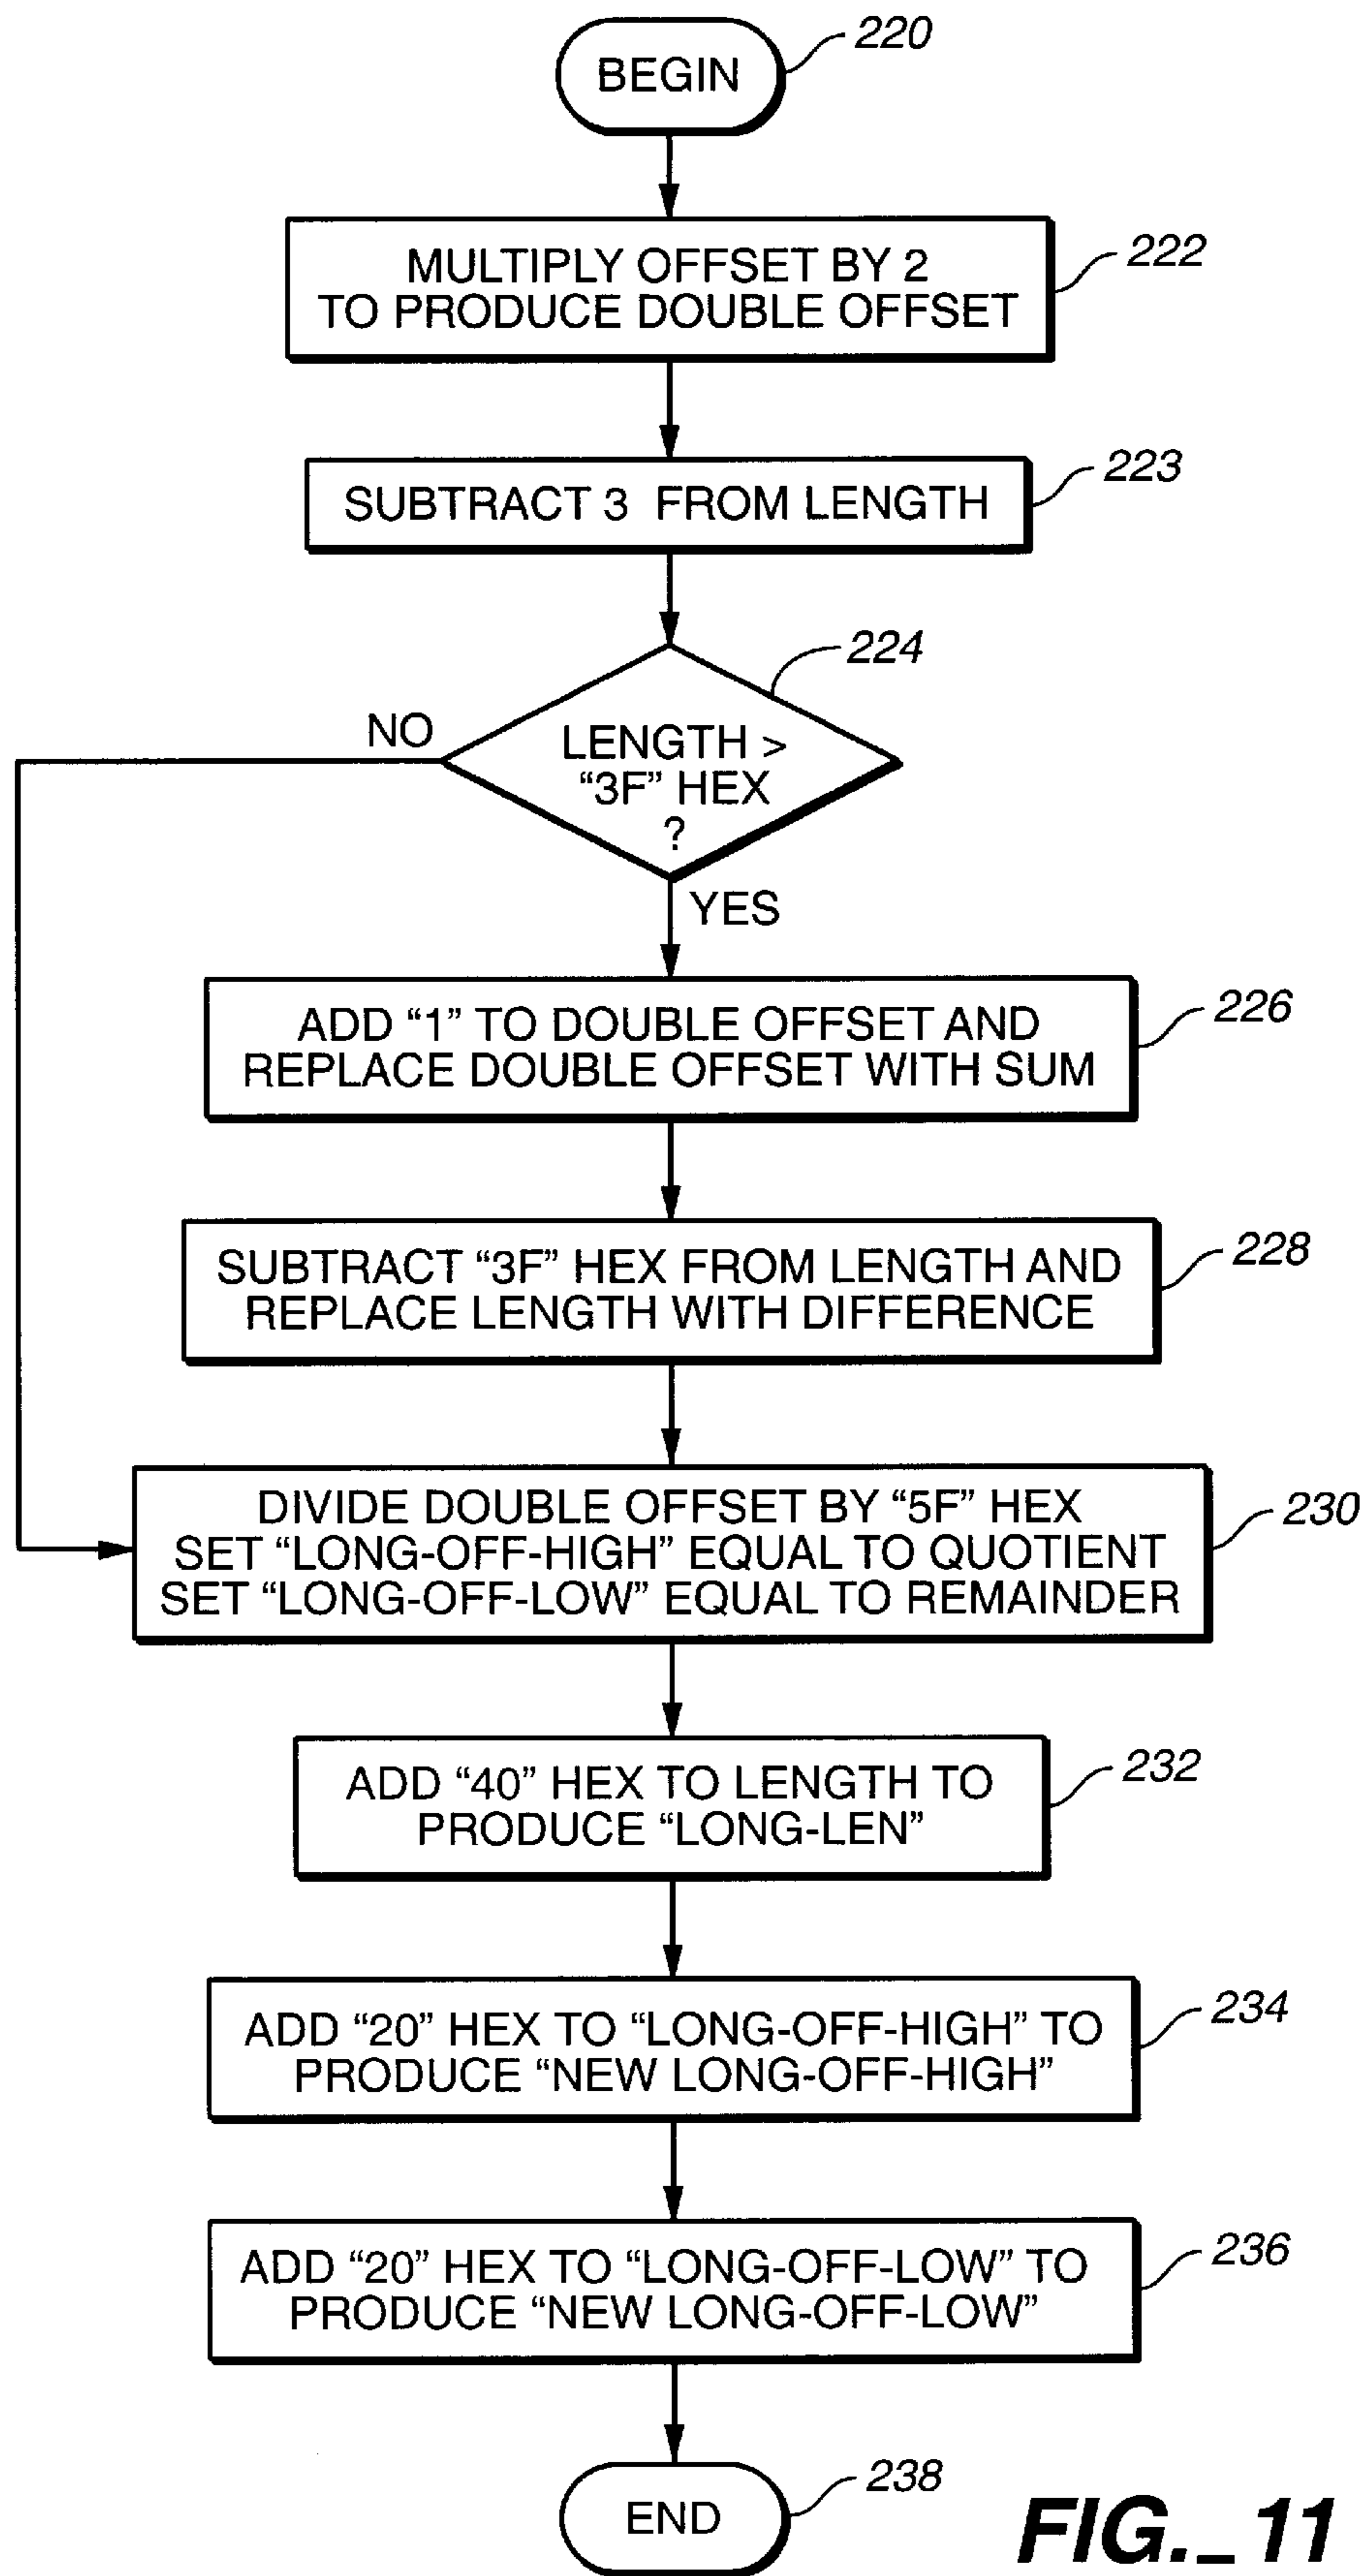 BEGIN
220
MULTIPLY OFFSET BY 2
TO PRODUCE DOUBLE OFFSET
222
SUBTRACT 3 FROM LENGTH
223
LENGTH >
“3F” HEX
?
224
NO
YES
ADD “1” TO DOUBLE OFFSET AND
REPLACE DOUBLE OFFSET WITH SUM
226
SUBTRACT “3F” HEX FROM LENGTH AND
REPLACE LENGTH WITH DIFFERENCE
228
DIVIDE DOUBLE OFFSET BY “5F” HEX
SET “LONG-OFF-HIGH” EQUAL TO QUOTIENT
SET “LONG-OFF-LOW” EQUAL TO REMAINDER
230
ADD “40” HEX TO LENGTH TO
PRODUCE “LONG-LEN”
232
ADD “20” HEX TO “LONG-OFF-HIGH” TO
PRODUCE “NEW LONG-OFF-HIGH”
234
ADD “20” HEX TO “LONG-OFF-LOW” TO
PRODUCE “NEW LONG-OFF-LOW”
236
END
238
FIG._11